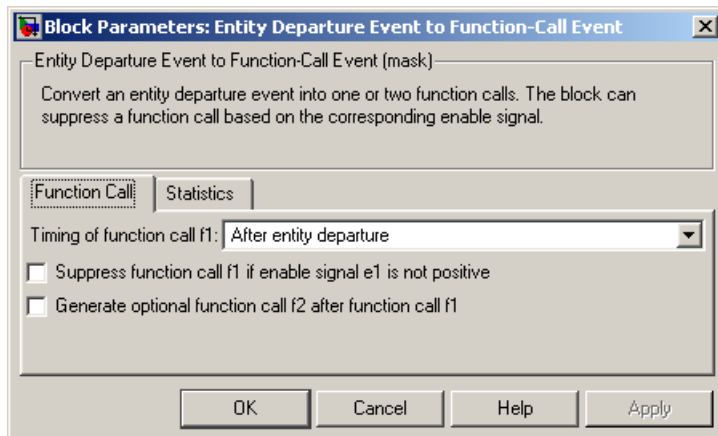 Block Parameters: Entity Departure Event to Function-Call Event
Entity Departure Event to Function-Call Event (mask)
Convert an entity departure event into one or two function calls. The block can
suppress a function call based on the corresponding enable signal.
Function Call Statistics
Timing of function call f1: After entity departure
Suppress function call f1 if enable signal e1 is not positive
Generate optional function call f2 after function call f1
OK Cancel Help Apply